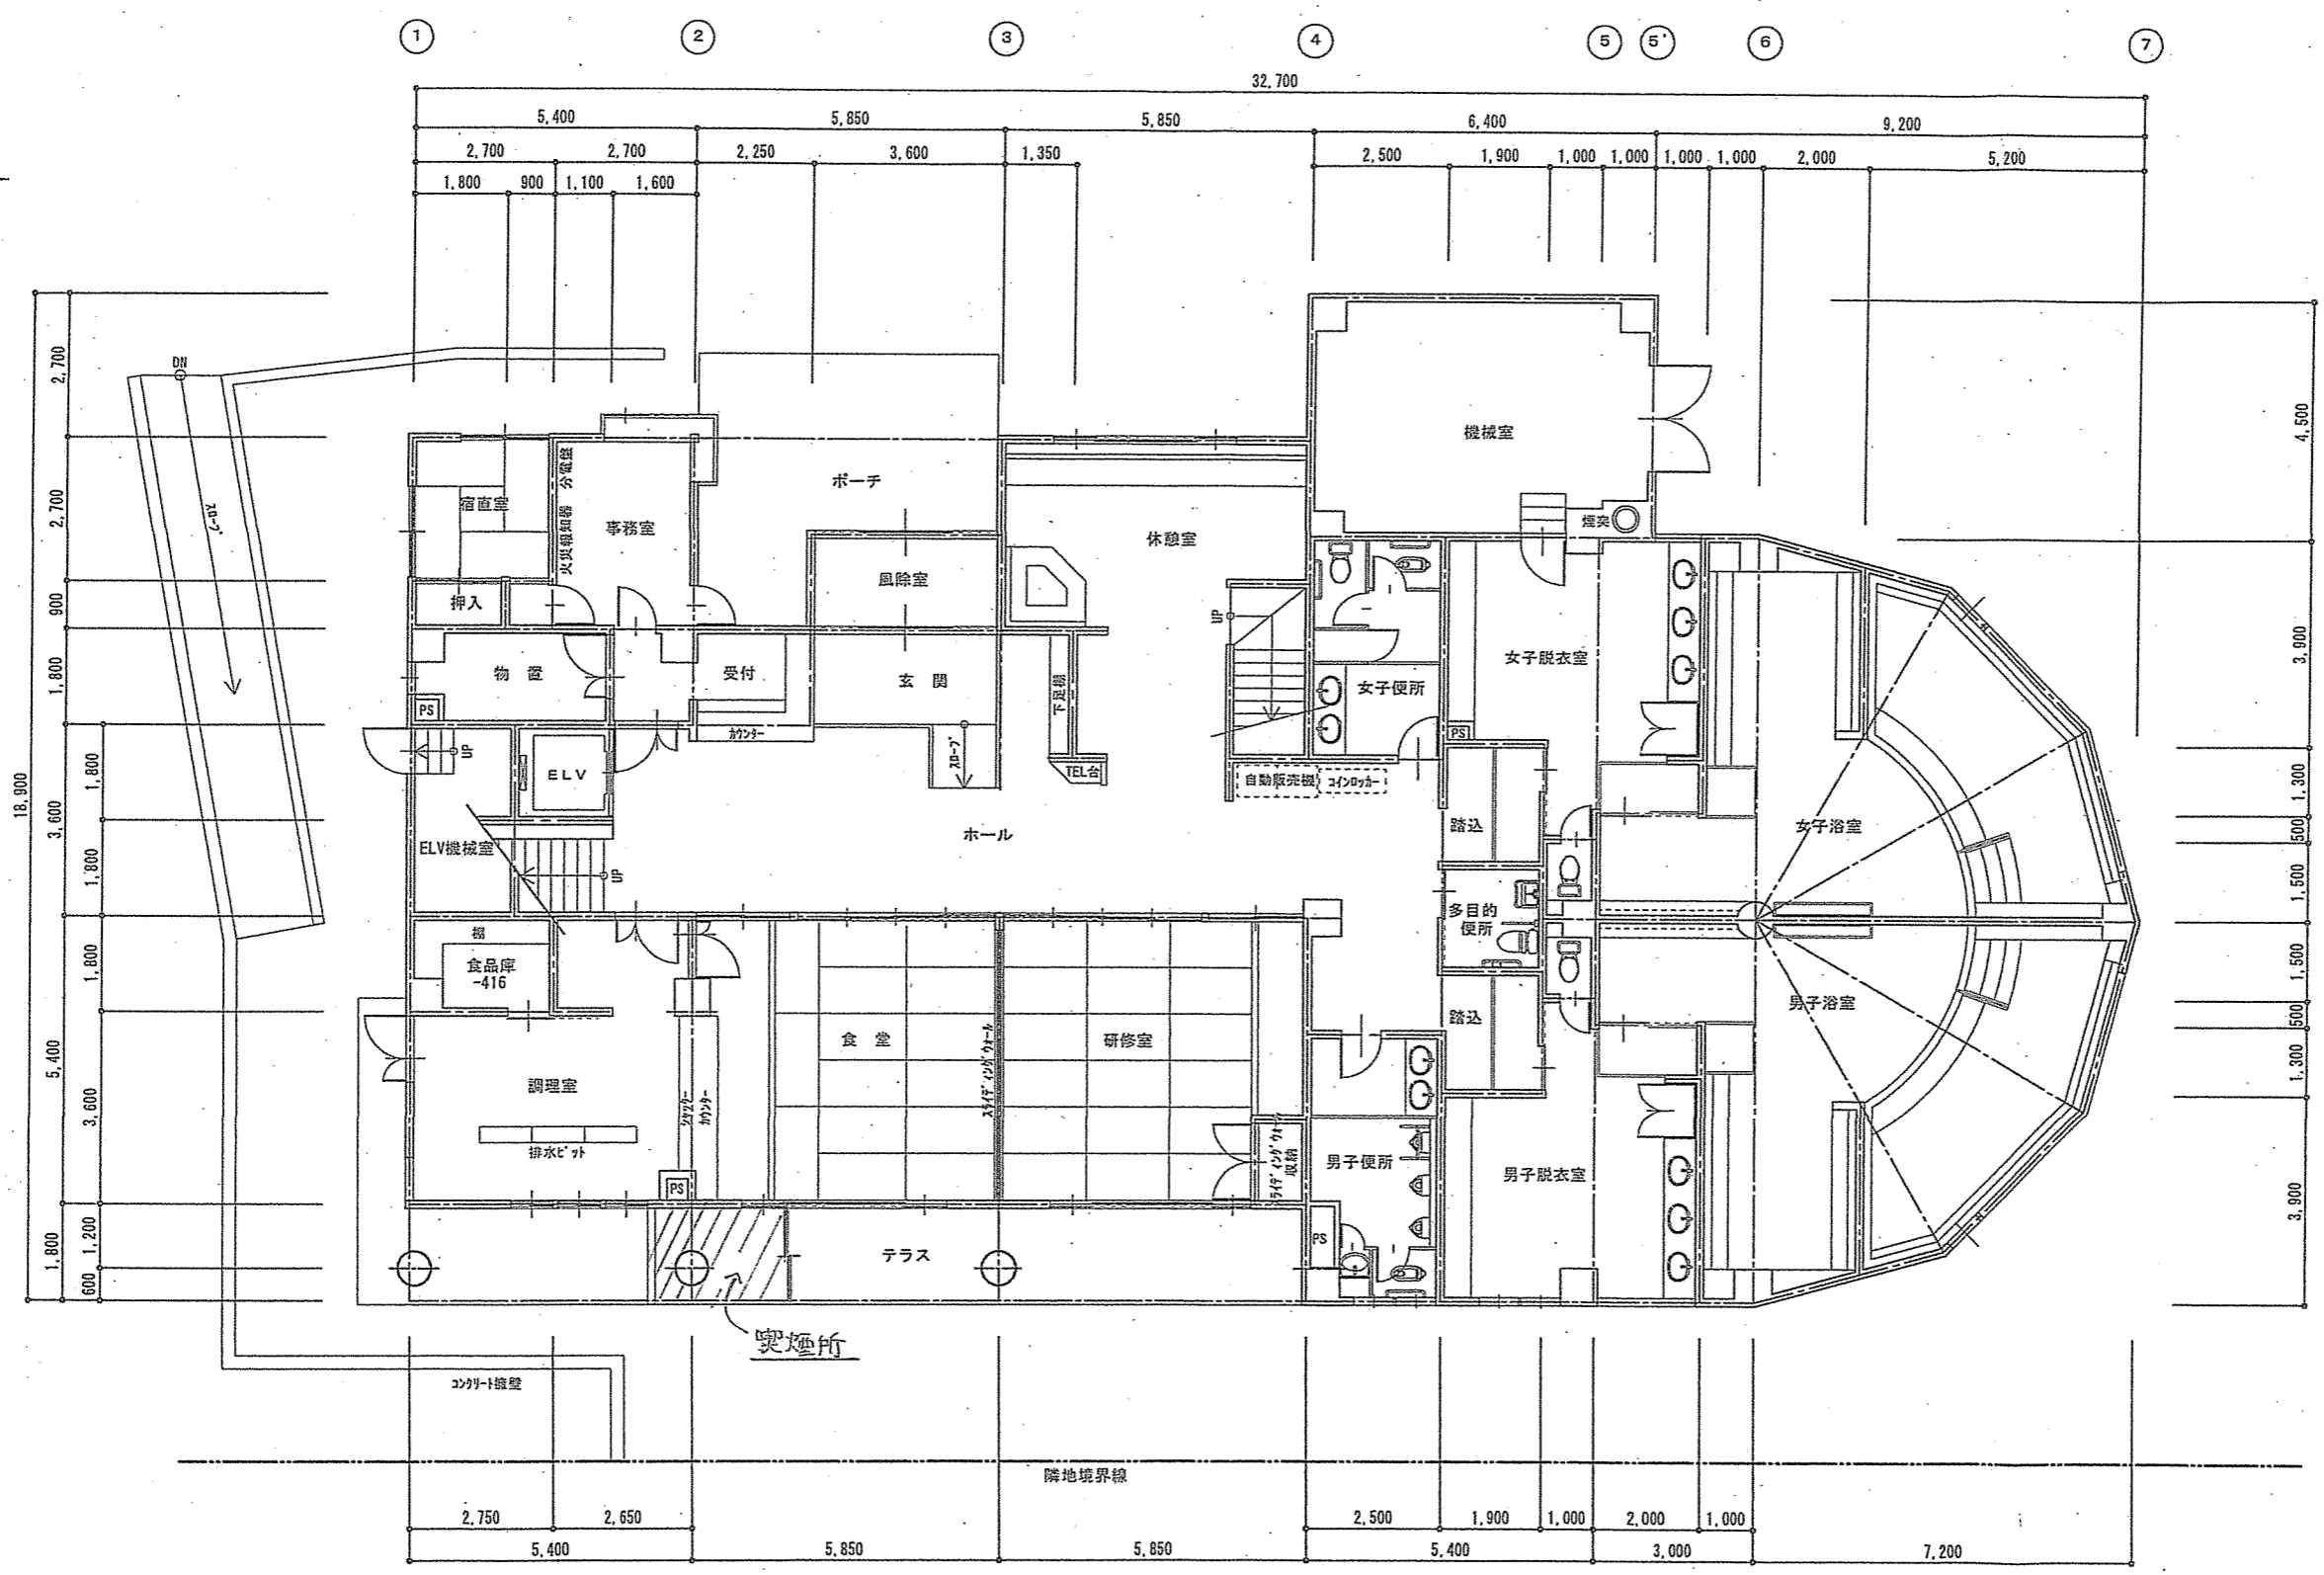 1 2 3 4 5 5' 6 7
32,700
5,400 5,850 5,850 6,400 9,200
2,700 2,700 2,250 3,600 1,350 2,500 1,900 1,000 1,000 1,000 1,000 2,000 5,200
1,800 900 1,100 1,600
18,900
2,700
2,700
900
1,800
3,600
5,400
1,800
1,800
1,800
1,800
3,600
1,200
600
DN
スロープ
宿直室
火災報知器 分電盤
事務室
ポーチ
休憩室
機械室
煙突
押入
風除室
UP
物 置
受付
玄 関
下足棚
女子便所
女子脱衣室
PS
カウンター
スロープ
TEL台
PS
UP
ELV
自動販売機
コインロッカー
ホール
踏込
女子浴室
ELV機械室
UP
多目的
便所
棚
食品庫
-416
男子浴室
踏込
食 堂
スライディングウォール
研修室
調理室
シャッター
カウンター
排水ピット
PS
スライディングウォール
収納
男子便所
男子脱衣室
PS
テラス
喫煙所
コンクリート擁壁
隣地境界線
4,500
3,900
1,300
500
1,500
1,500
500
1,300
3,900
2,750 2,650 2,500 1,900 1,000 2,000 1,000
5,400 5,850 5,850 5,400 3,000 7,200